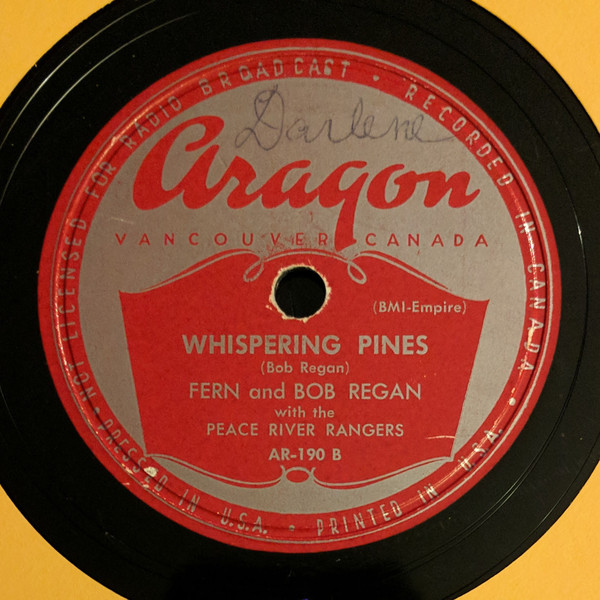 NOT LICENSED FOR RADIO BROADCAST • RECORDED IN CANADA • PRINTED IN U.S.A. • PRESSED IN U.S.A. •
Darlene
Aragon
VANCOUVER CANADA
(BMI-Empire)
WHISPERING PINES
(Bob Regan)
FERN and BOB REGAN
with the
PEACE RIVER RANGERS
AR-190 B